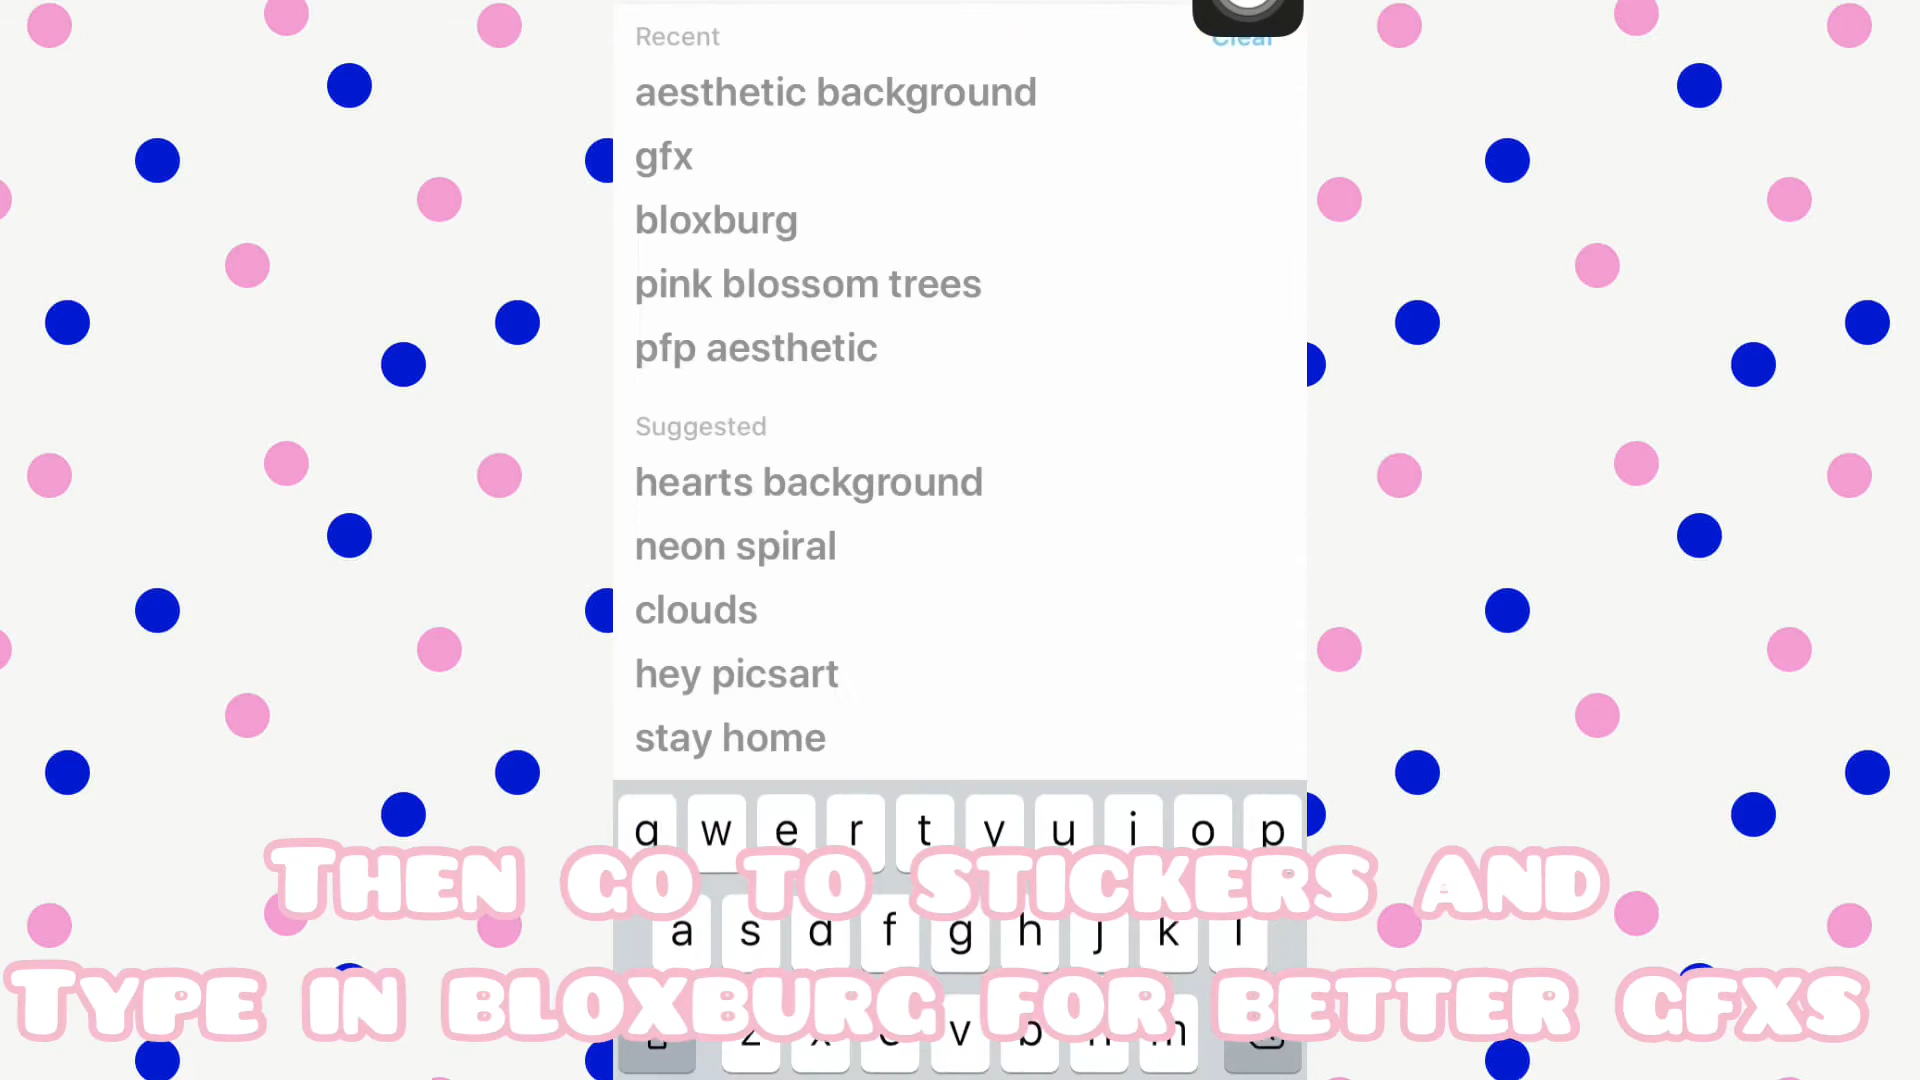 Recent
Clear
aesthetic background
gfx
bloxburg
pink blossom trees
pfp aesthetic
Suggested
hearts background
neon spiral
clouds
hey picsart
stay home
q w e r t y u i o p
Then go to stickers and
a s d f g h j k l
Type in bloxburg for better gfxs
z x c v b n m